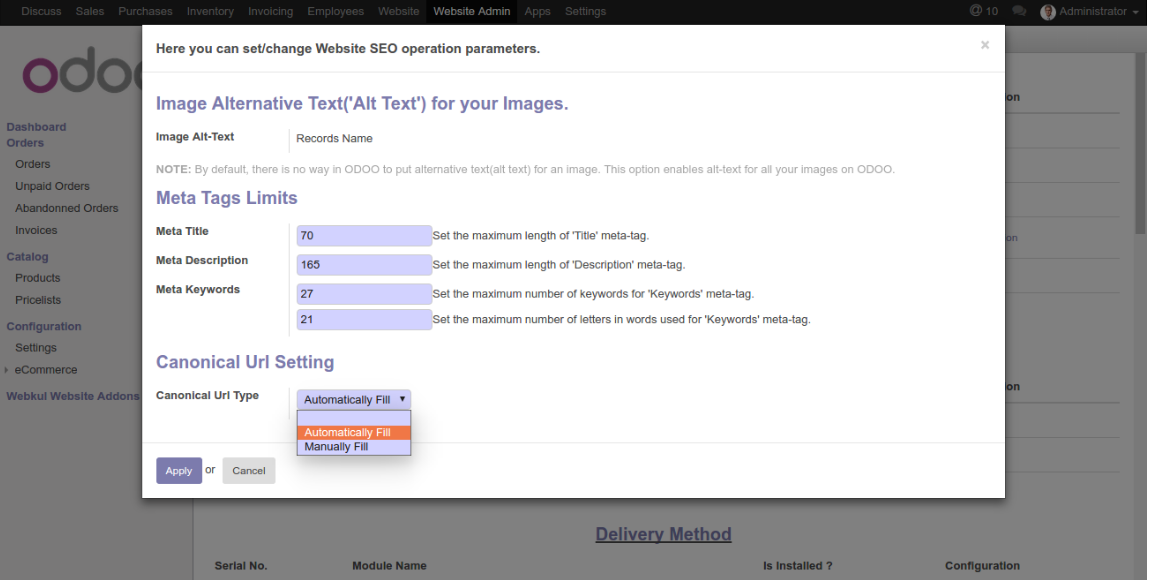 Discuss Sales Purchases Inventory Invoicing Employees Website Website Admin Apps Settings @ 10 Administrator
Here you can set/change Website SEO operation parameters. ×
odoo
Image Alternative Text('Alt Text') for your Images.
Image Alt-Text Records Name
NOTE: By default, there is no way in ODOO to put alternative text(alt text) for an image. This option enables alt-text for all your images on ODOO.
Meta Tags Limits
Meta Title 70 Set the maximum length of 'Title' meta-tag.
Meta Description 165 Set the maximum length of 'Description' meta-tag.
Meta Keywords 27 Set the maximum number of keywords for 'Keywords' meta-tag.
21 Set the maximum number of letters in words used for 'Keywords' meta-tag.
Canonical Url Setting
Canonical Url Type Automatically Fill
Automatically Fill
Manually Fill
Apply or Cancel
Dashboard
Orders
Orders
Unpaid Orders
Abandonned Orders
Invoices
Catalog
Products
Pricelists
Configuration
Settings
eCommerce
Webkul Website Addons
on
on
on
Delivery Method
Serial No. Module Name Is Installed ? Configuration